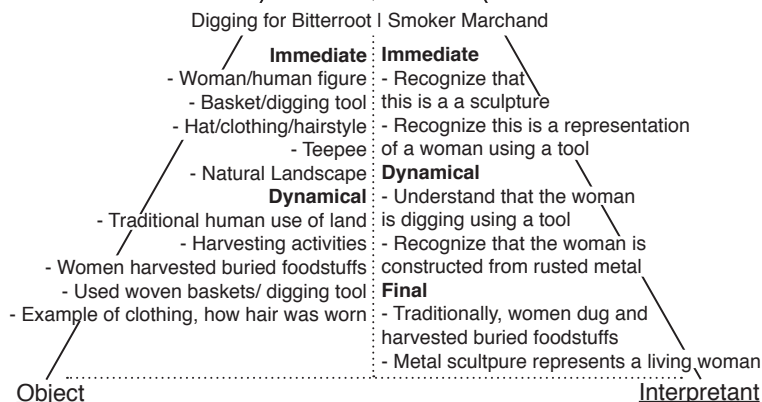 Digging for Bitterroot | Smoker Marchand
Immediate
- Woman/human figure
- Basket/digging tool
- Hat/clothing/hairstyle
- Teepee
- Natural Landscape
Dynamical
- Traditional human use of land
- Harvesting activities
- Women harvested buried foodstuffs
- Used woven baskets/ digging tool
- Example of clothing, how hair was worn
Immediate
- Recognize that
this is a a sculpture
- Recognize this is a representation
of a woman using a tool
Dynamical
- Understand that the woman
is digging using a tool
- Recognize that the woman is
constructed from rusted metal
Final
- Traditionally, women dug and
harvested buried foodstuffs
- Metal scultpure represents a living woman
Object
Interpretant